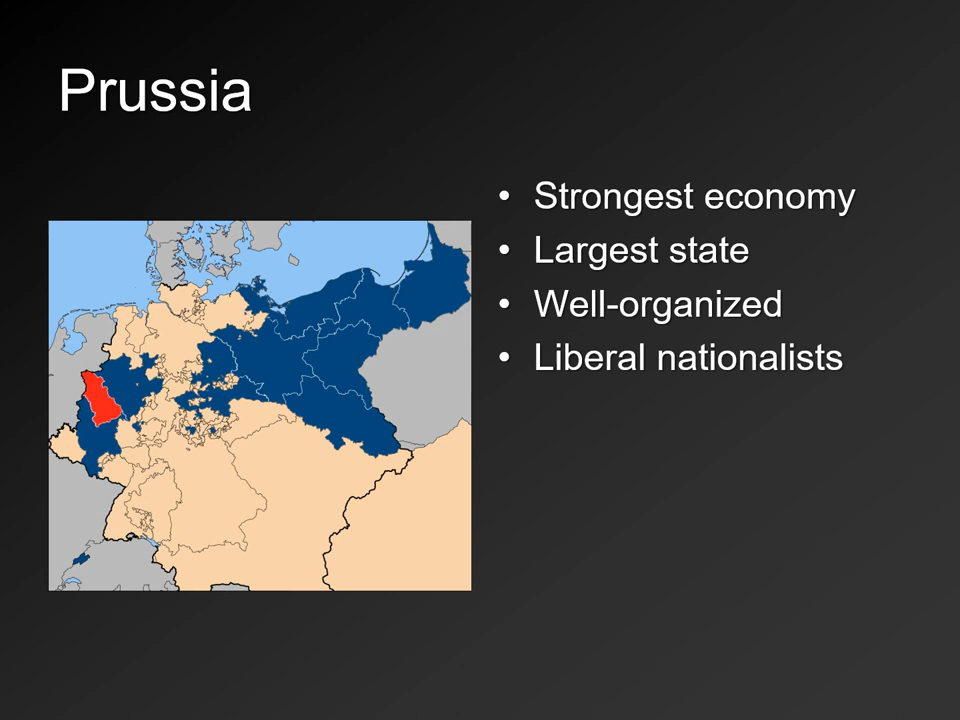 Prussia
• Strongest economy
• Largest state
• Well-organized
• Liberal nationalists